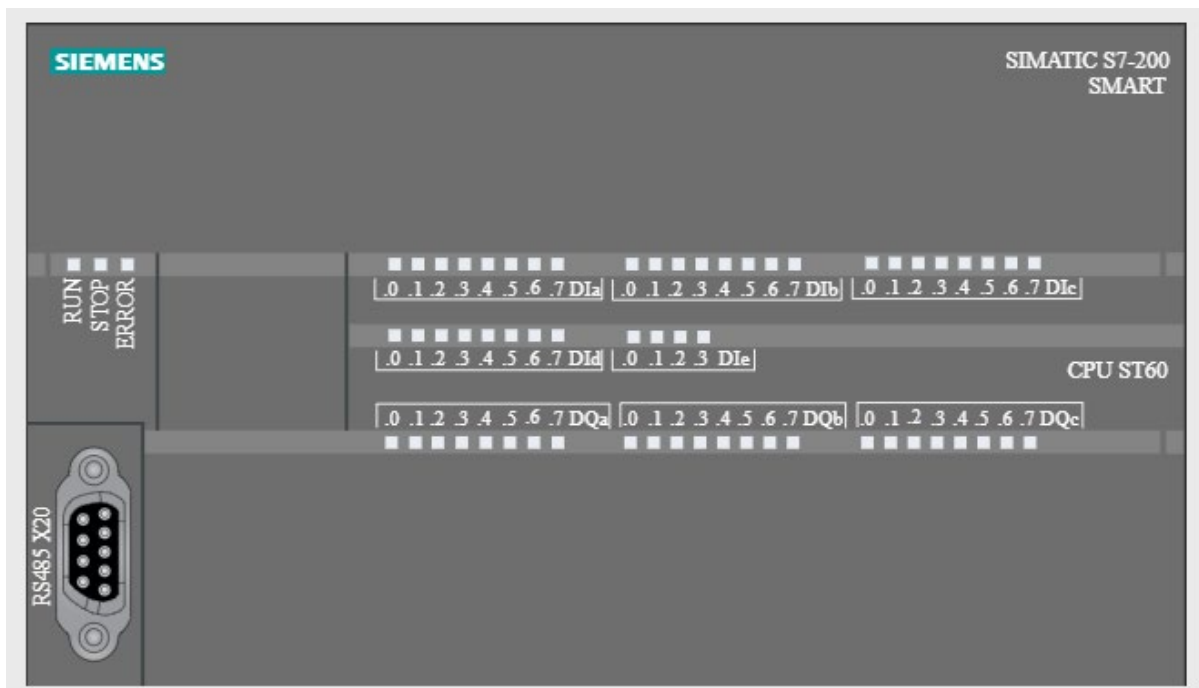 SIEMENS
SIMATIC S7-200
SMART
RUN
STOP
ERROR
.0 .1 .2 .3 .4 .5 .6 .7 DIa .0 .1 .2 .3 .4 .5 .6 .7 DIb .0 .1 .2 .3 .4 .5 .6 .7 DIc
.0 .1 .2 .3 .4 .5 .6 .7 DId .0 .1 .2 .3 DIe
CPU ST60
.0 .1 .2 .3 .4 .5 .6 .7 DQa .0 .1 .2 .3 .4 .5 .6 .7 DQb .0 .1 .2 .3 .4 .5 .6 .7 DQc
RS485 X20